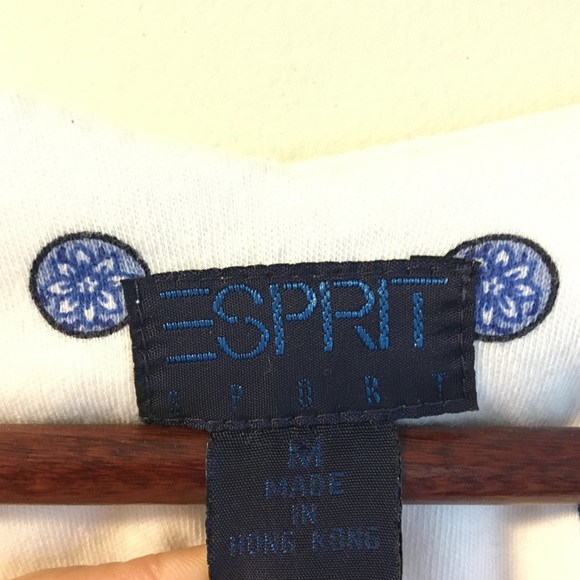 ESPRIT
SPORT
M
MADE
IN
HONG KONG